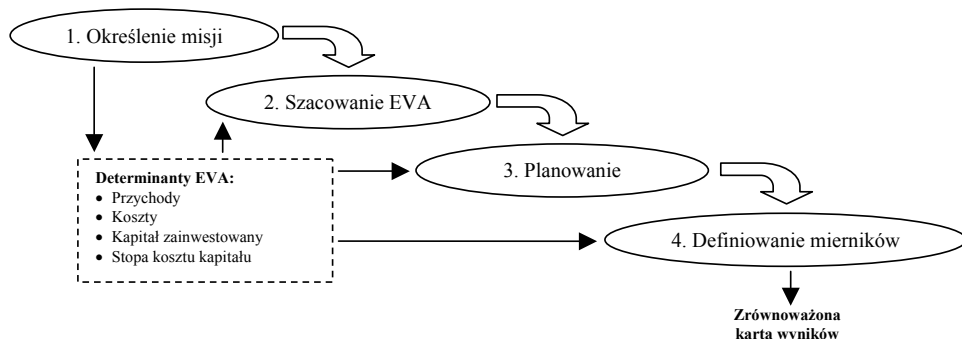 1. Określenie misji
2. Szacowanie EVA
3. Planowanie
Determinanty EVA:
• Przychody
• Koszty
• Kapitał zainwestowany
• Stopa kosztu kapitału
4. Definiowanie mierników
Zrównoważona
karta wyników